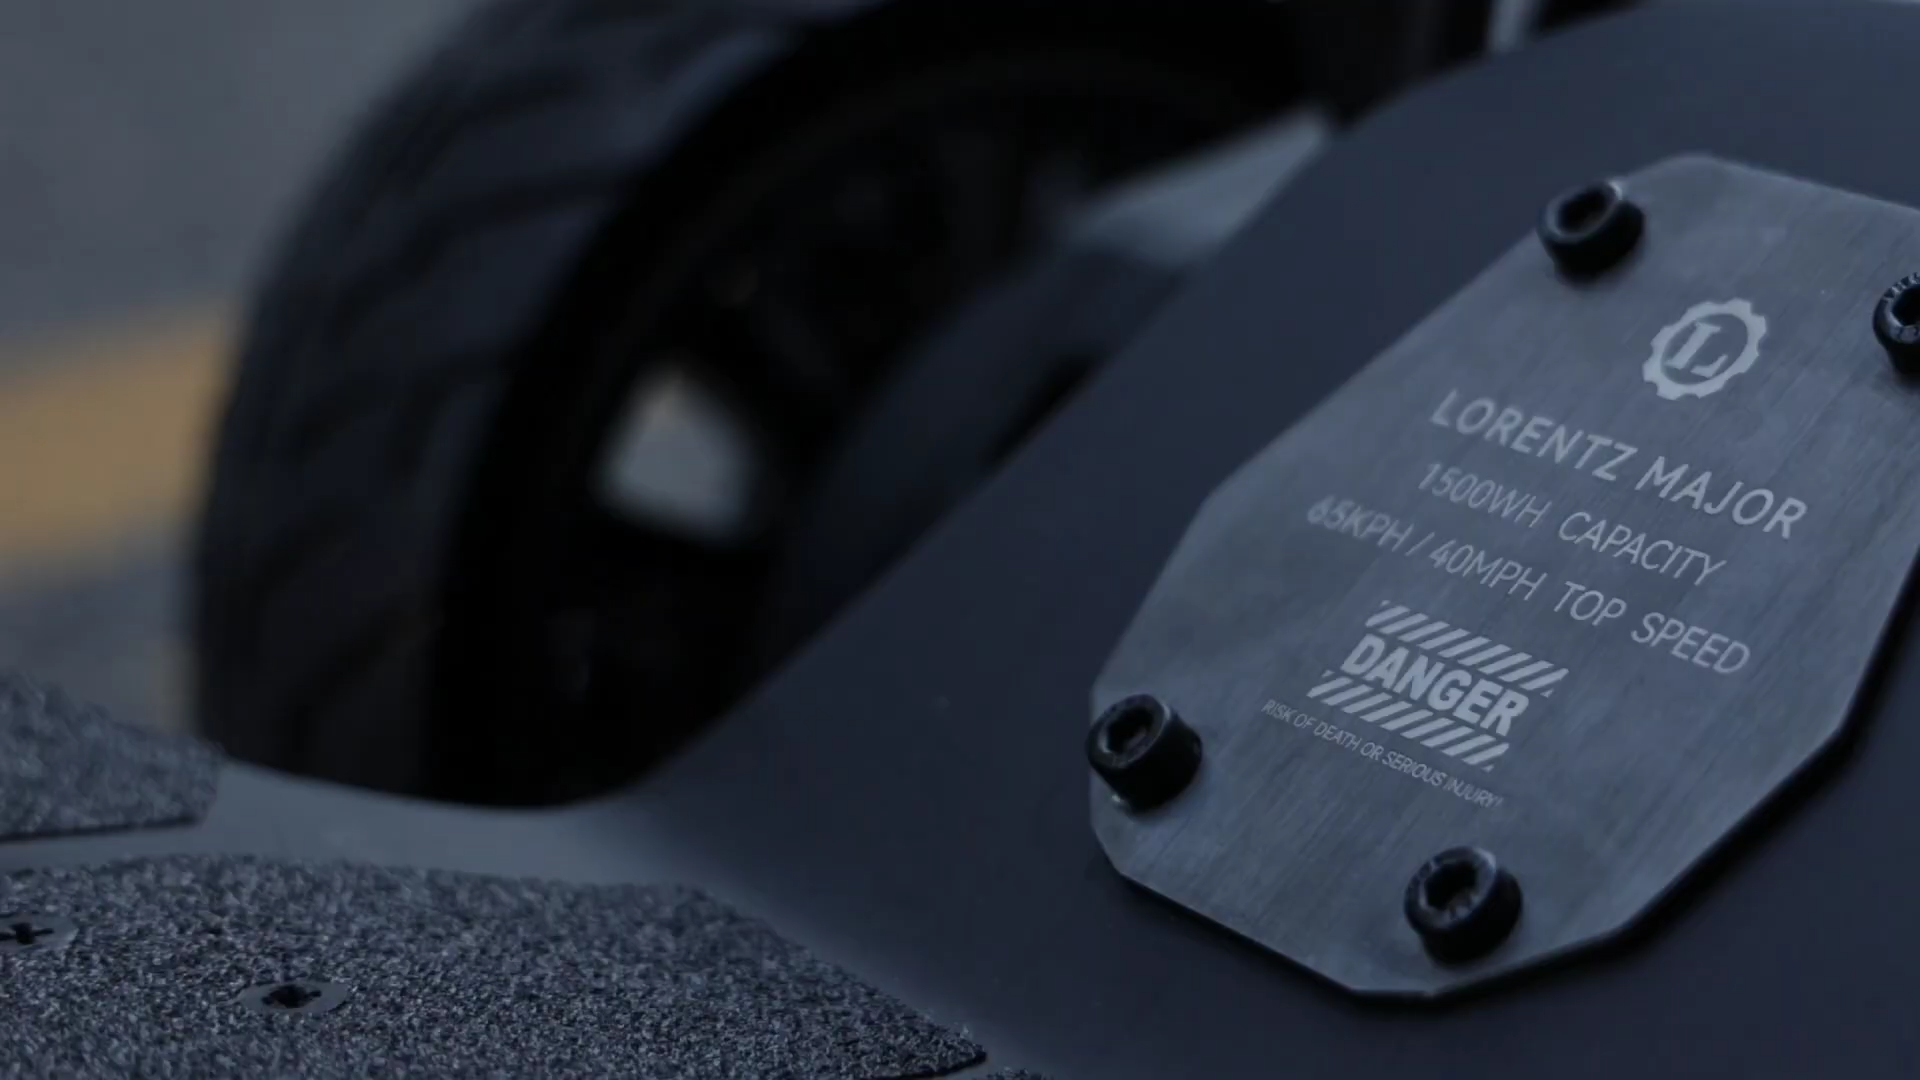 L
LORENTZ MAJOR
1500WH CAPACITY
65KPH / 40MPH TOP SPEED
DANGER
RISK OF DEATH OR SERIOUS INJURY